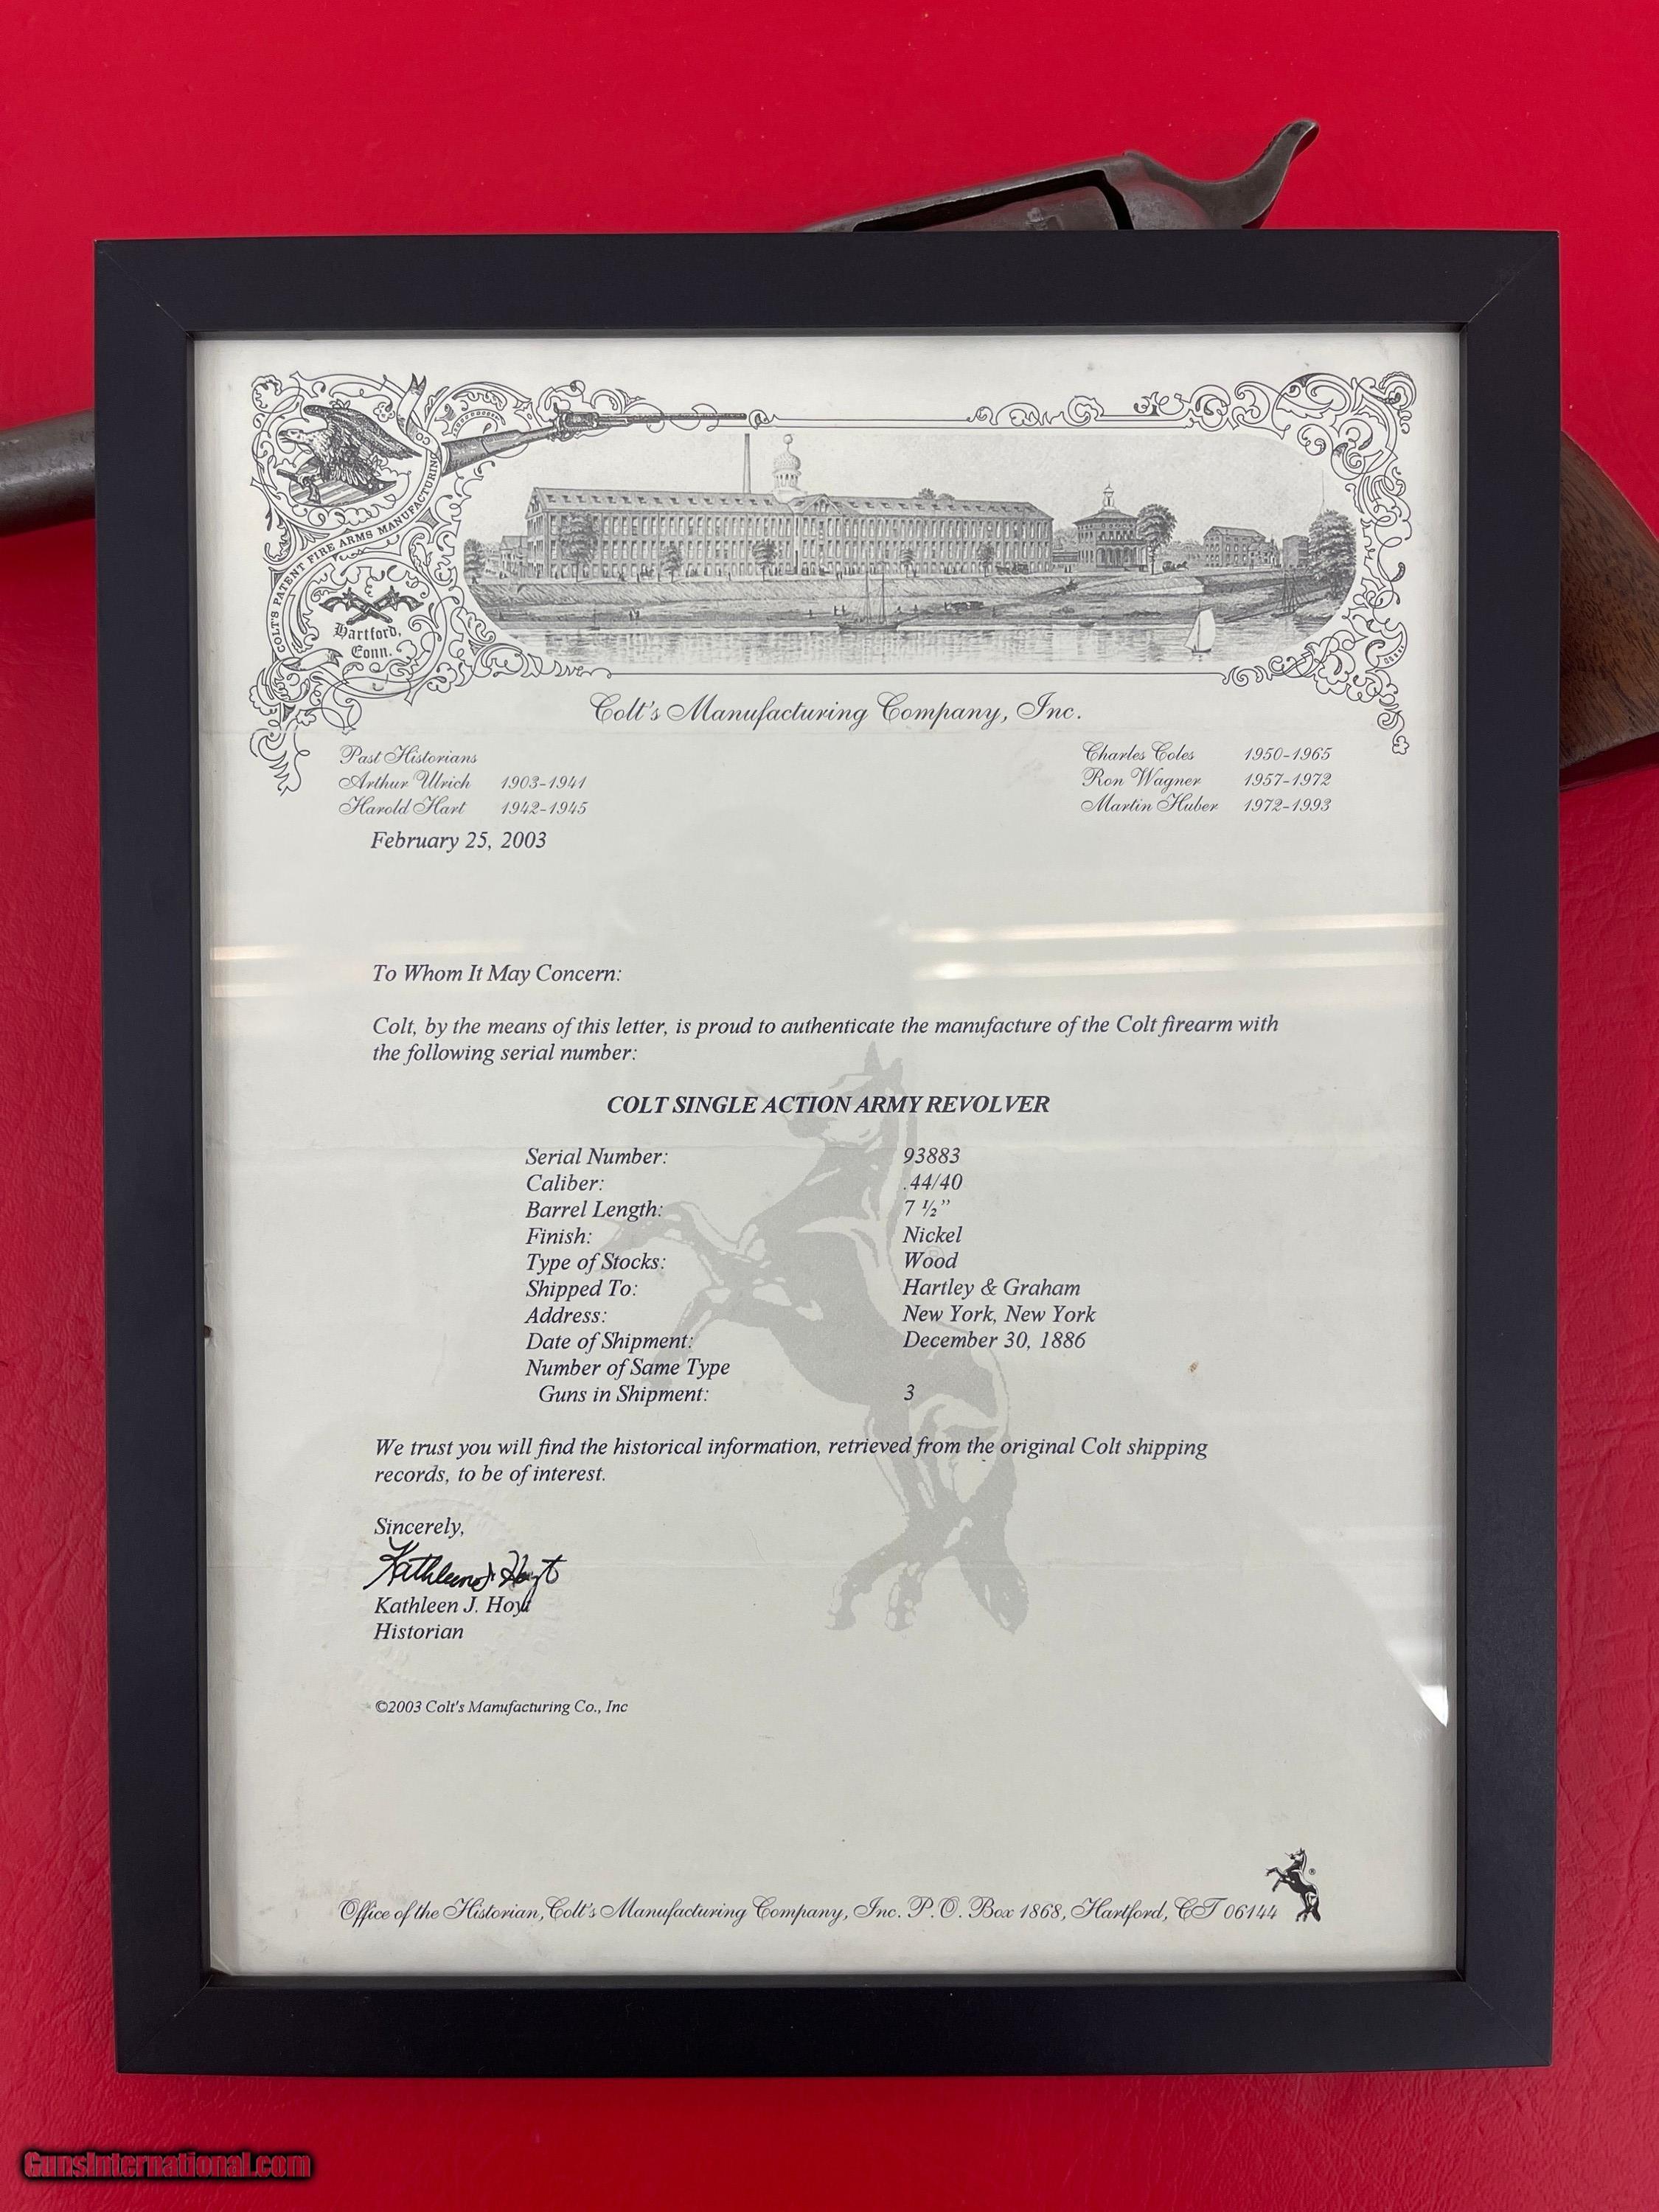 COLT'S PATENT FIRE ARMS MANUFACTURING CO
Hartford,
Conn.
Colt's Manufacturing Company, Inc.
Past Historians
Arthur Ulrich 1903-1941
Harold Hart 1942-1945
Charles Coles 1950-1965
Ron Wagner 1957-1972
Martin Huber 1972-1993
February 25, 2003
To Whom It May Concern:
Colt, by the means of this letter, is proud to authenticate the manufacture of the Colt firearm with
the following serial number:
COLT SINGLE ACTION ARMY REVOLVER
Serial Number: 93883
Caliber: .44/40
Barrel Length: 7 ½”
Finish: Nickel
Type of Stocks: Wood
Shipped To: Hartley & Graham
Address: New York, New York
Date of Shipment: December 30, 1886
Number of Same Type
Guns in Shipment: 3
We trust you will find the historical information, retrieved from the original Colt shipping
records, to be of interest.
Sincerely,
Kathleen J. Hoyt
Kathleen J. Hoyt
Historian
©2003 Colt's Manufacturing Co., Inc
Office of the Historian, Colt's Manufacturing Company, Inc. P.O. Box 1868, Hartford, CT 06144
GunsInternational.com